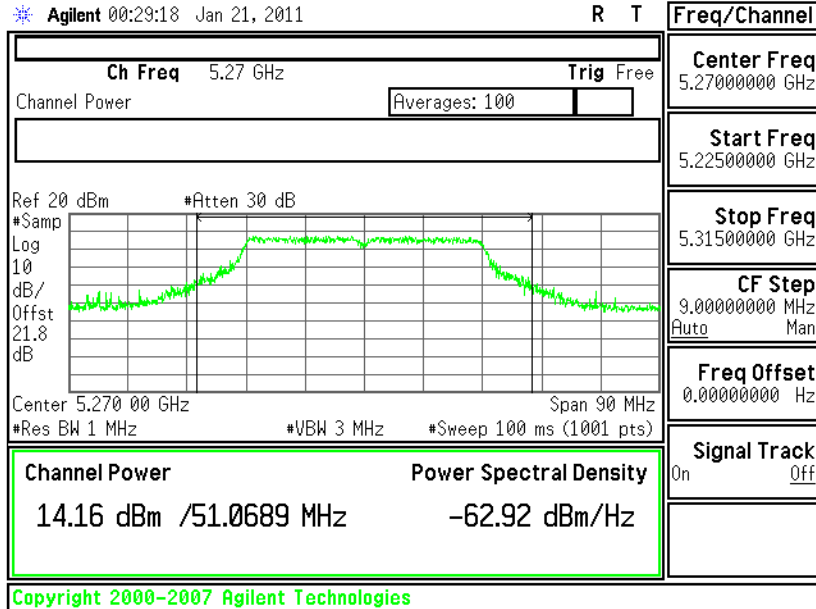 Agilent 00:29:18 Jan 21, 2011 R T
Freq/Channel
Ch Freq 5.27 GHz Trig Free
Channel Power Averages: 100
Ref 20 dBm #Atten 30 dB
#Samp
Log
10
dB/
Offst
21.8
dB
Center 5.270 00 GHz Span 90 MHz
#Res BW 1 MHz #VBW 3 MHz #Sweep 100 ms (1001 pts)
Channel Power Power Spectral Density
14.16 dBm /51.0689 MHz -62.92 dBm/Hz
Copyright 2000-2007 Agilent Technologies
Center Freq
5.27000000 GHz
Start Freq
5.22500000 GHz
Stop Freq
5.31500000 GHz
CF Step
9.00000000 MHz
Auto Man
Freq Offset
0.00000000 Hz
Signal Track
On Off